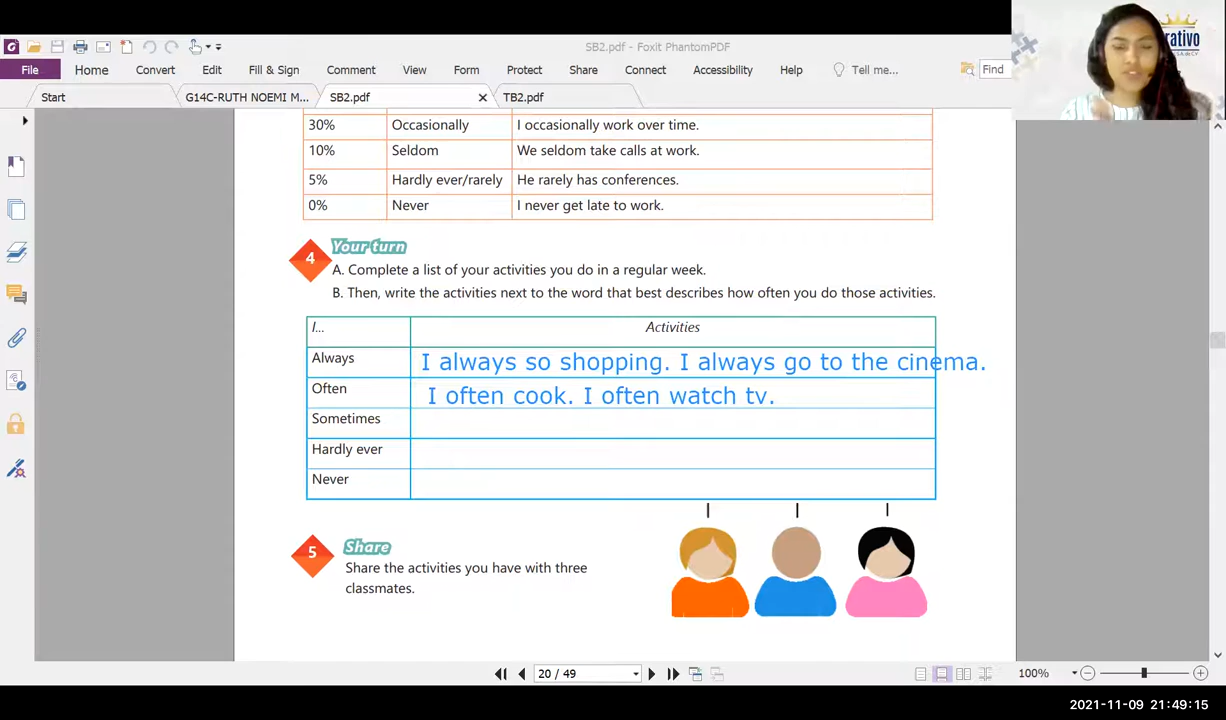 SB2.pdf - Foxit PhantomPDF
File Home Convert Edit Fill & Sign Comment View Form Protect Share Connect Accessibility Help Tell me... Find
Start G14C-RUTH NOEMI M... SB2.pdf TB2.pdf
30% Occasionally I occasionally work over time.
10% Seldom We seldom take calls at work.
5% Hardly ever/rarely He rarely has conferences.
0% Never I never get late to work.
4 Your turn
A. Complete a list of your activities you do in a regular week.
B. Then, write the activities next to the word that best describes how often you do those activities.
I... Activities
Always I always so shopping. I always go to the cinema.
Often I often cook. I often watch tv.
Sometimes
Hardly ever
Never
5 Share
Share the activities you have with three
classmates.
20 / 49 100%
2021-11-09 21:49:15